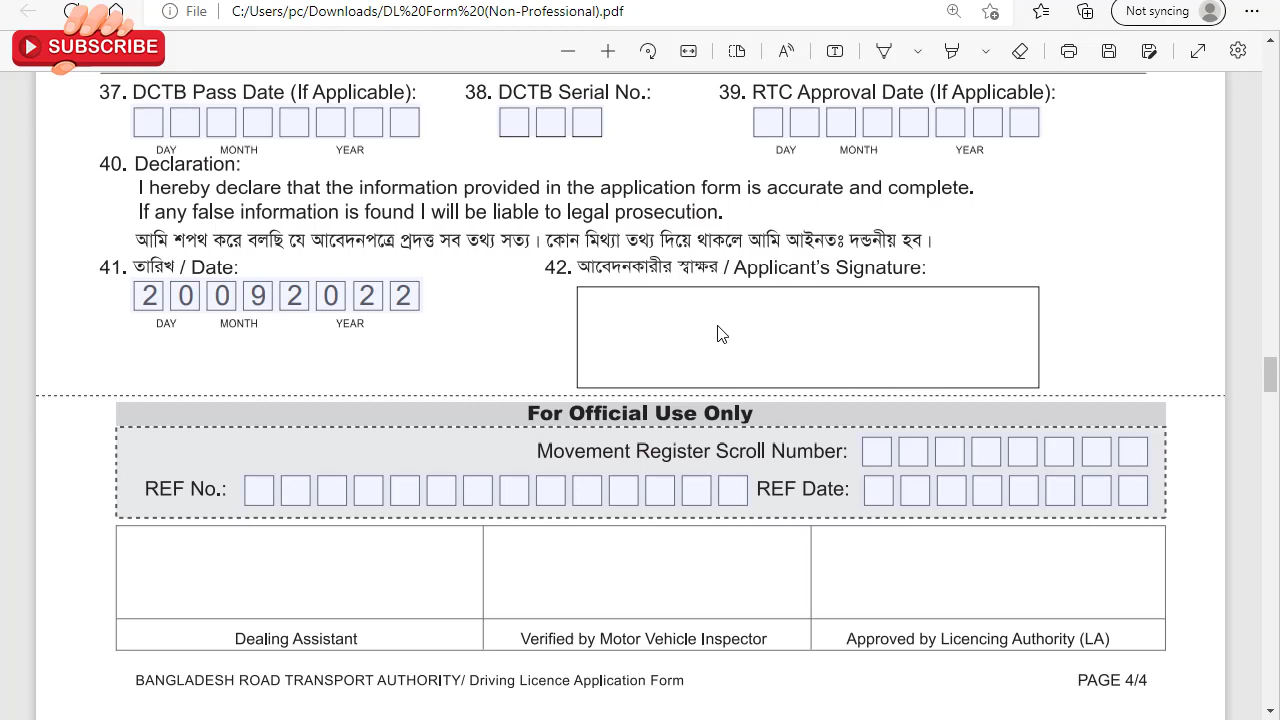 File C:/Users/pc/Downloads/DL%20Form%20(Non-Professional).pdf Not syncing
SUBSCRIBE
37. DCTB Pass Date (If Applicable): 38. DCTB Serial No.: 39. RTC Approval Date (If Applicable):
DAY MONTH YEAR DAY MONTH YEAR
40. Declaration:
I hereby declare that the information provided in the application form is accurate and complete.
If any false information is found I will be liable to legal prosecution.
আমি শপথ করে বলছি যে আবেদনপত্রে প্রদত্ত সব তথ্য সত্য। কোন মিথ্যা তথ্য দিয়ে থাকলে আমি আইনতঃ দন্ডনীয় হব।
41. তারিখ / Date: 42. আবেদনকারীর স্বাক্ষর / Applicant's Signature:
2 0 0 9 2 0 2 2
DAY MONTH YEAR
For Official Use Only
Movement Register Scroll Number:
REF No.: REF Date:
Dealing Assistant Verified by Motor Vehicle Inspector Approved by Licencing Authority (LA)
BANGLADESH ROAD TRANSPORT AUTHORITY/ Driving Licence Application Form PAGE 4/4